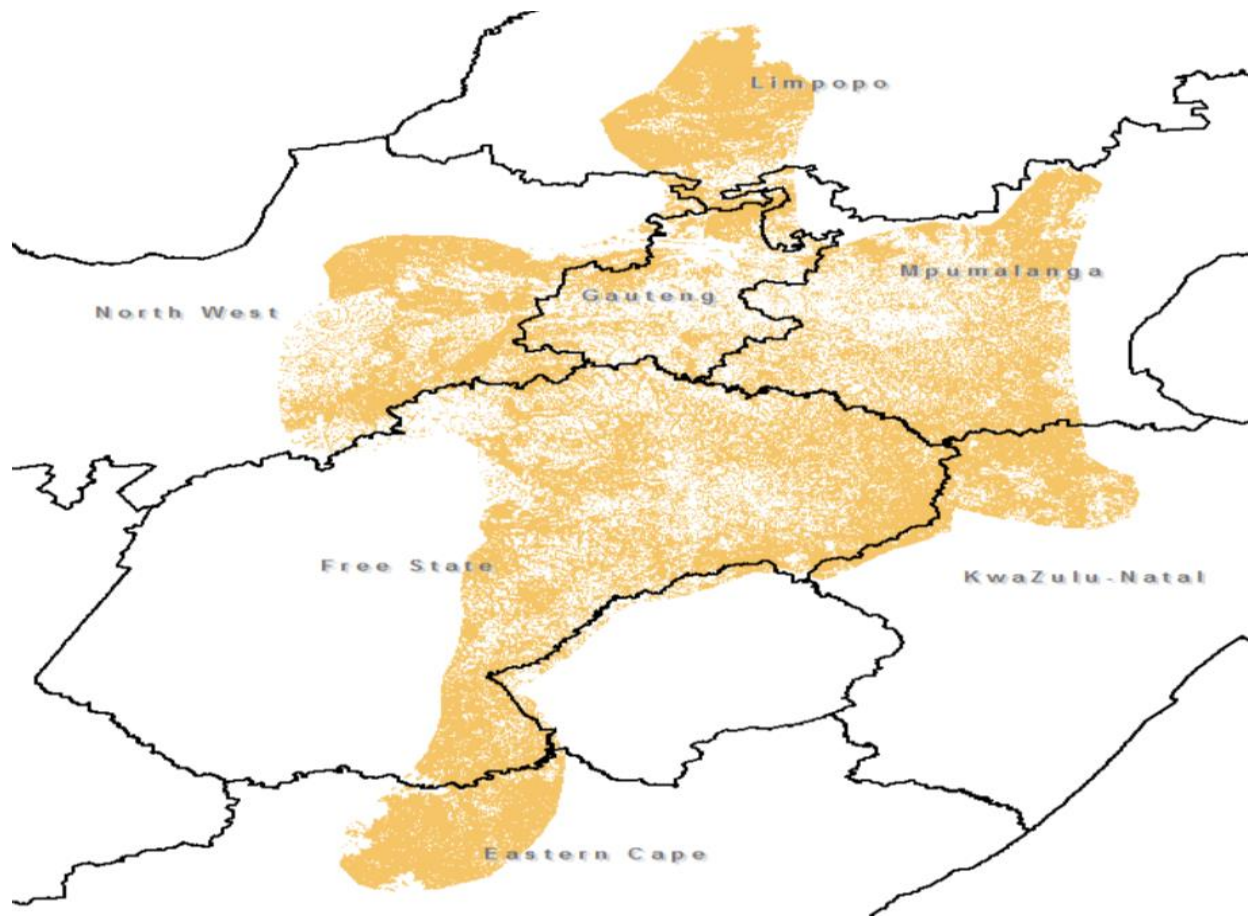 Limpopo
Mpumalanga
Gauteng
North West
Free State
KwaZulu-Natal
Eastern Cape